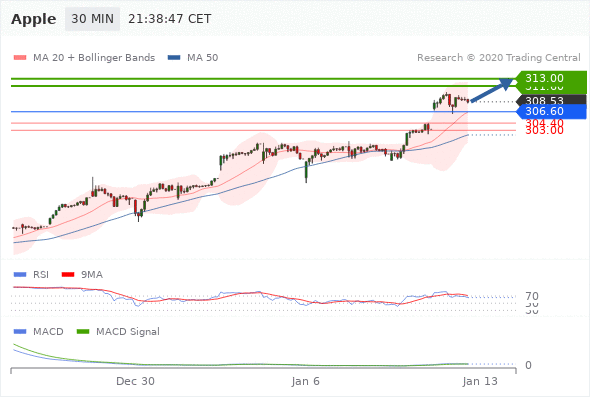 Apple 30 MIN 21:38:47 CET
MA 20 + Bollinger Bands MA 50 Research © 2020 Trading Central
313.00
311.60
308.53
306.60
304.40
303.00
RSI 9MA
70
50
30
MACD MACD Signal
0
Dec 30 Jan 6 Jan 13